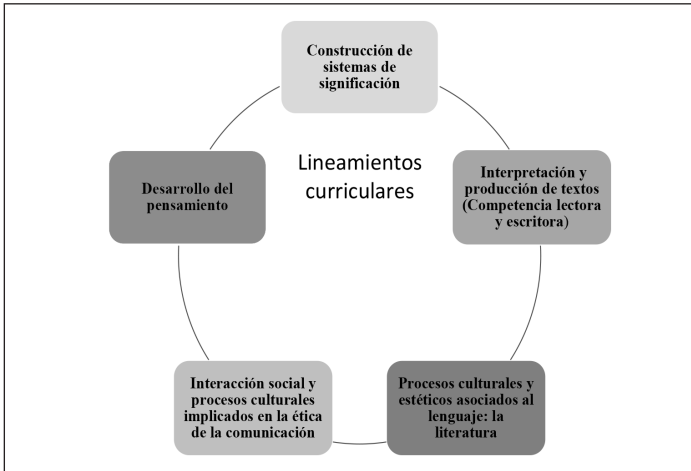 Construcción de
sistemas de
significación
Lineamientos
curriculares
Interpretación y
producción de textos
(Competencia lectora
y escritora)
Procesos culturales y
estéticos asociados al
lenguaje: la
literatura
Interacción social y
procesos culturales
implicados en la ética
de la comunicación
Desarrollo del
pensamiento